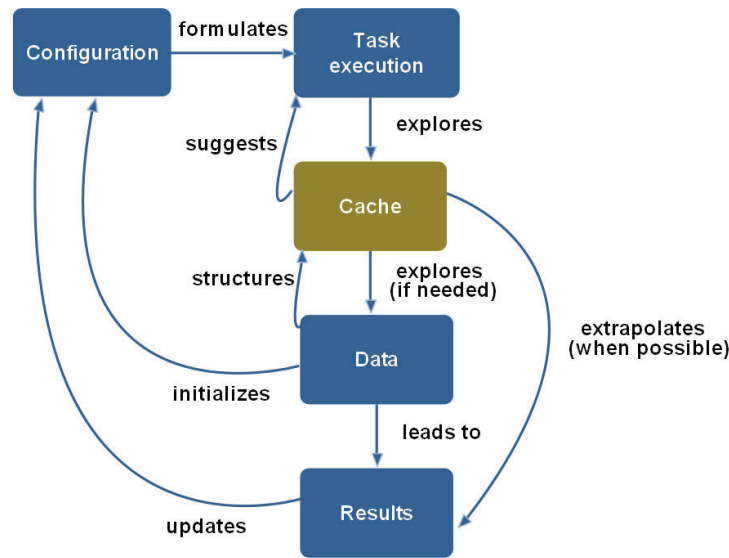 formulates
Configuration
Task
execution
suggests
explores
Cache
structures
explores
(if needed)
extrapolates
(when possible)
Data
initializes
leads to
Results
updates